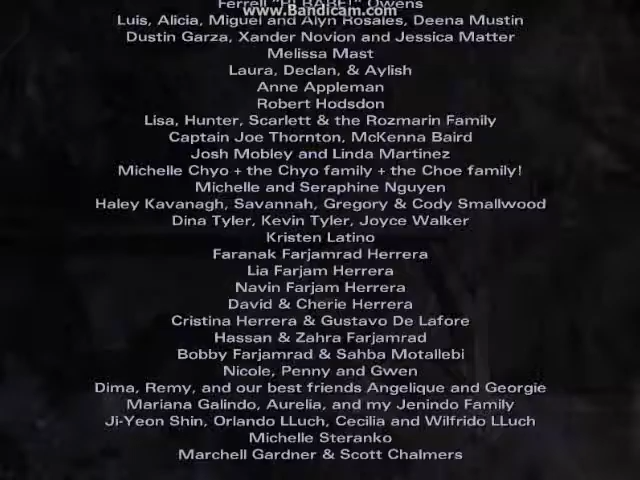 www.Bandicam.com
Owens
Luis, Alicia, Miguel and Alyn Rosales, Deena Mustin
Dustin Garza, Xander Novion and Jessica Matter
Melissa Mast
Laura, Declan, & Aylish
Anne Appleman
Robert Hodsdon
Lisa, Hunter, Scarlett & the Rozmarin Family
Captain Joe Thornton, McKenna Baird
Josh Mobley and Linda Martinez
Michelle Chyo + the Chyo family + the Choe family!
Michelle and Seraphine Nguyen
Haley Kavanagh, Savannah, Gregory & Cody Smallwood
Dina Tyler, Kevin Tyler, Joyce Walker
Kristen Latino
Faranak Farjamrad Herrera
Lia Farjam Herrera
Navin Farjam Herrera
David & Cherie Herrera
Cristina Herrera & Gustavo De Lafore
Hassan & Zahra Farjamrad
Bobby Farjamrad & Sahba Motallebi
Nicole, Penny and Gwen
Dima, Remy, and our best friends Angelique and Georgie
Mariana Galindo, Aurelia, and my Jenindo Family
Ji-Yeon Shin, Orlando LLuch, Cecilia and Wilfrido LLuch
Michelle Steranko
Marchell Gardner & Scott Chalmers